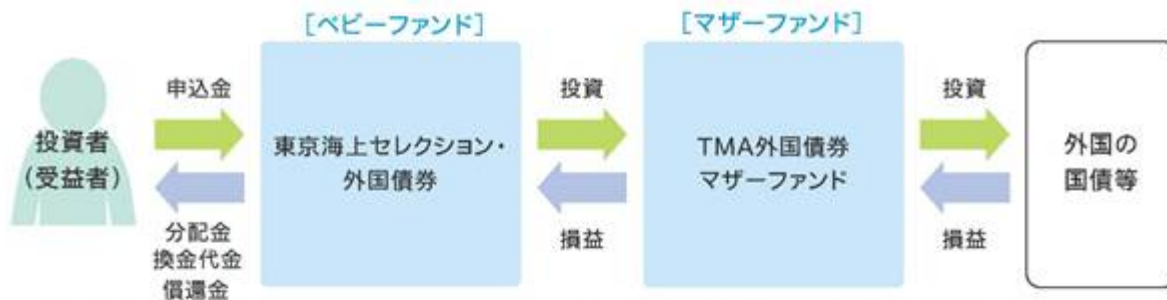 [ベビーファンド]
[マザーファンド]
投資者
(受益者)
申込金
分配金
換金代金
償還金
東京海上セレクション・
外国債券
投資
損益
TMA外国債券
マザーファンド
投資
損益
外国の
国債等